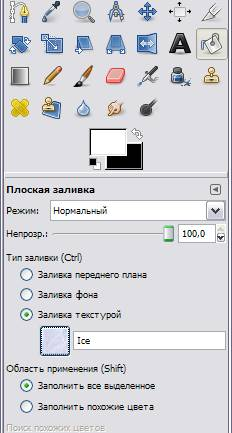 Плоская заливка
Режим: Нормальный
Непрозр.: 100,0
Тип заливки (Ctrl)
Заливка переднего плана
Заливка фона
Заливка текстурой
Ice
Область применения (Shift)
Заполнить все выделенное
Заполнить похожие цвета
Поиск похожих цветов